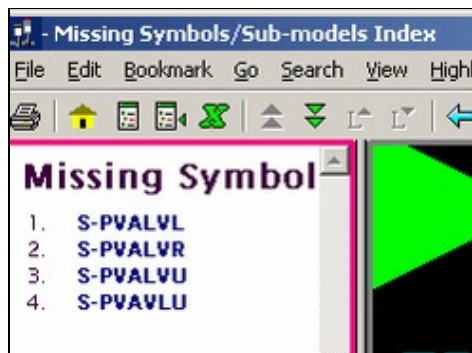 - Missing Symbols/Sub-models Index
File Edit Bookmark Go Search View
Missing Symbol
1. S-PVALVL
2. S-PVALVR
3. S-PVALVU
4. S-PVAVLU